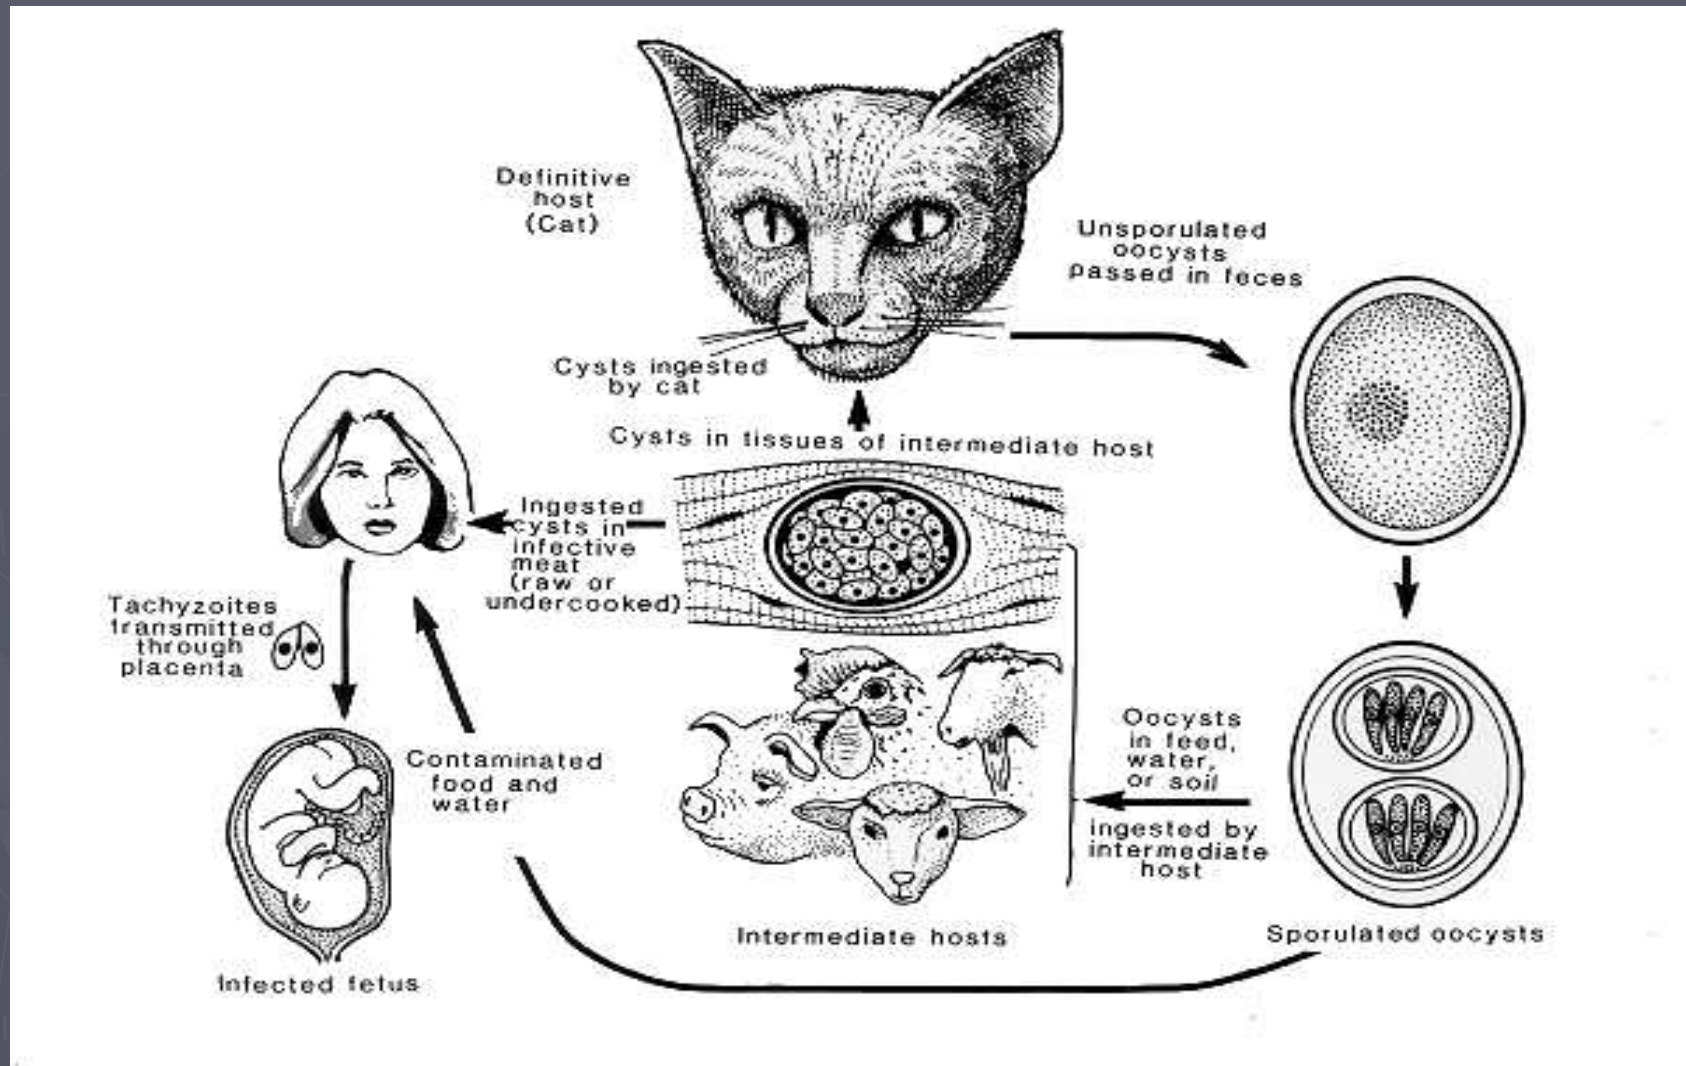 Definitive
host
(Cat)
Unsporulated
oocysts
passed in feces
Cysts ingested
by cat
Cysts in tissues of intermediate host
Ingested
cysts in
infective
meat
(raw or
undercooked)
Tachyzoites
transmitted
through
placenta
Contaminated
food and
water
Oocysts
in feed,
water,
or soil
ingested by
intermediate
host
Intermediate hosts
Sporulated oocysts
Infected fetus